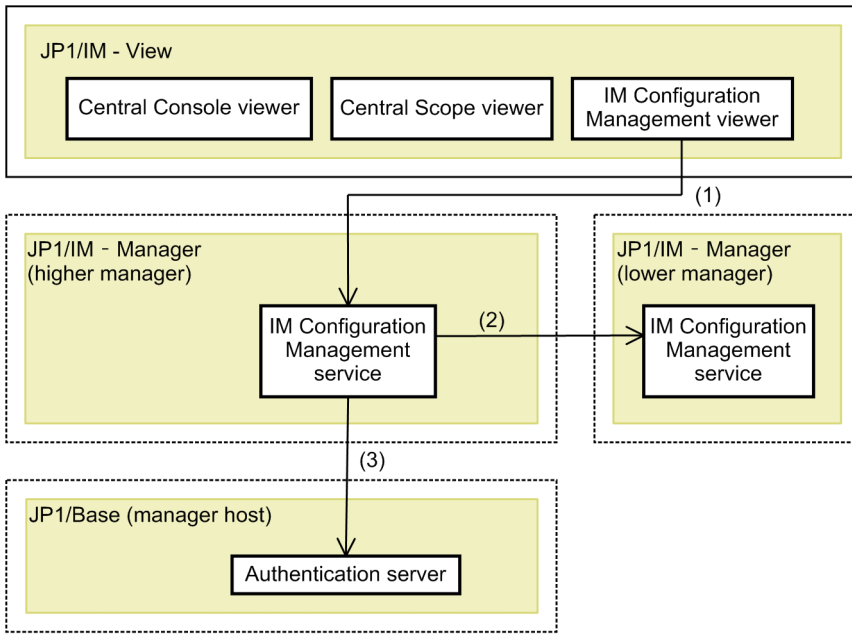 JP1/IM - View
Central Console viewer
Central Scope viewer
IM Configuration
Management viewer
(1)
JP1/IM - Manager
(higher manager)
JP1/IM - Manager
(lower manager)
IM Configuration
Management
service
(2)
IM Configuration
Management
service
(3)
JP1/Base (manager host)
Authentication server